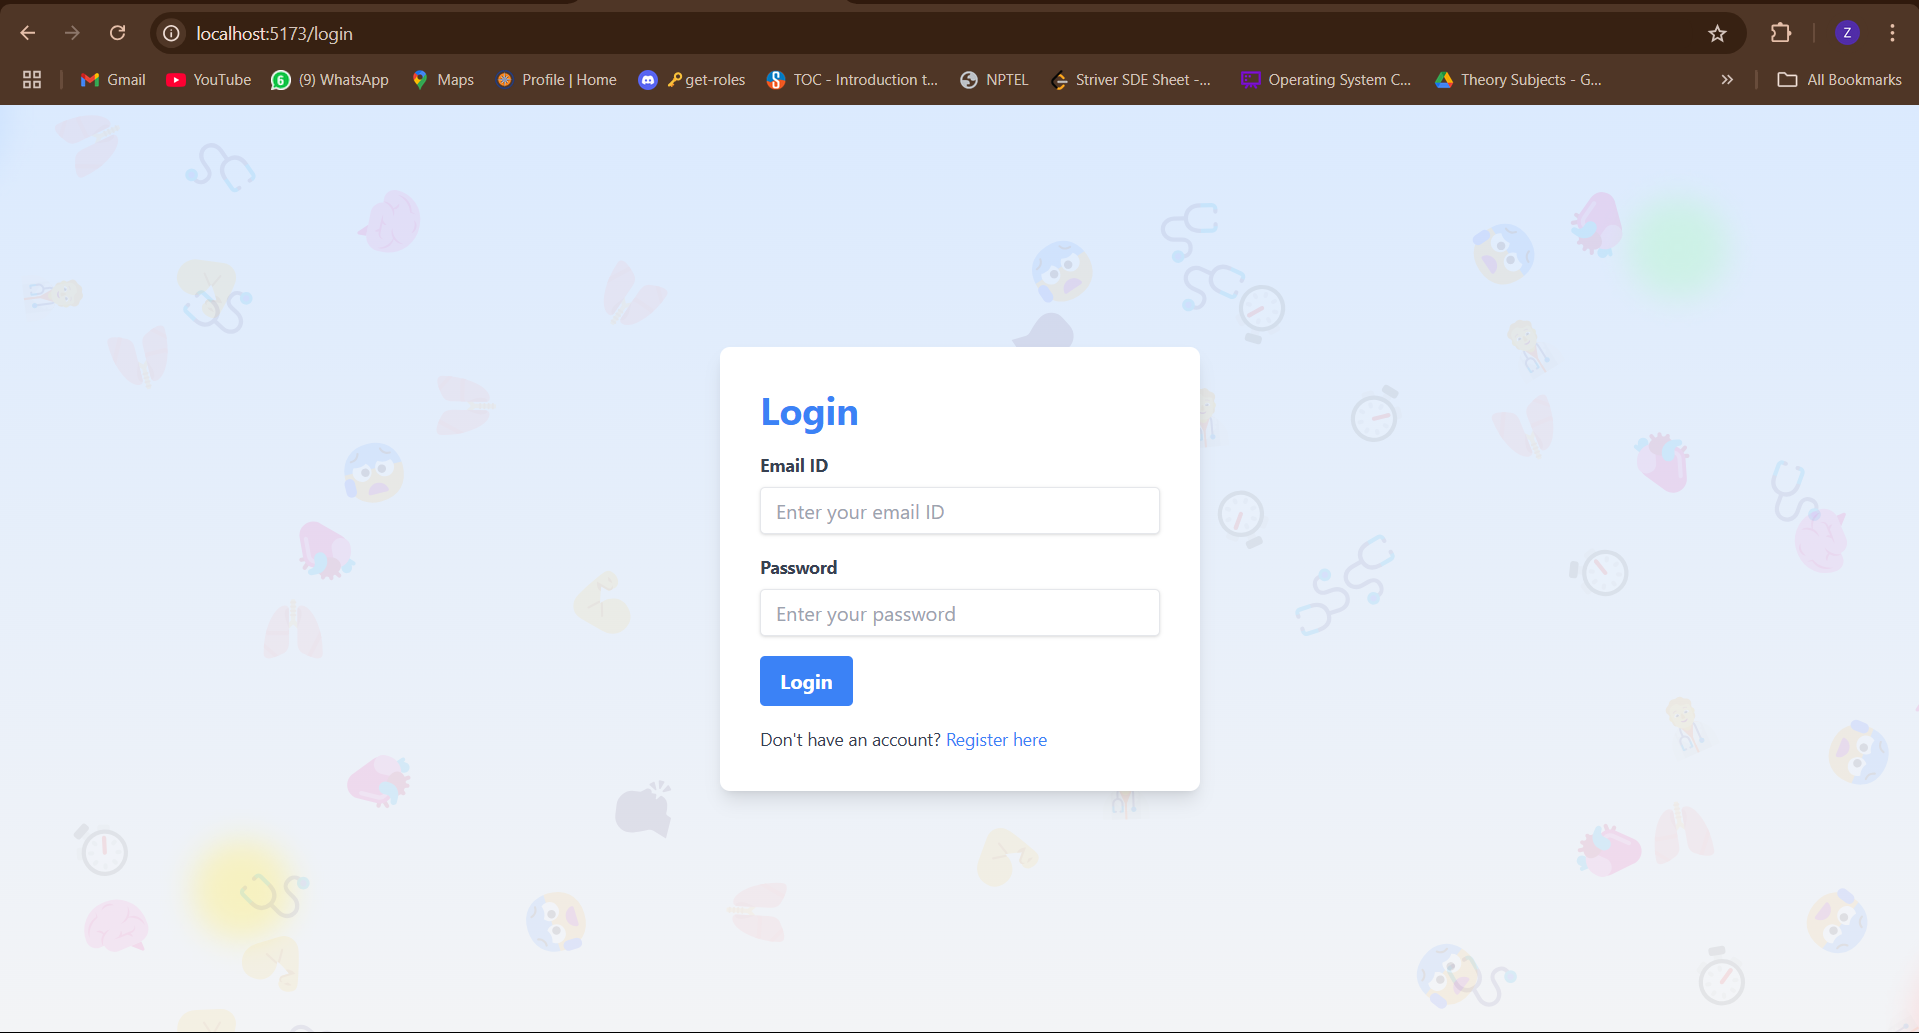 localhost:5173/login
Z
Gmail YouTube 6 (9) WhatsApp Maps Profile | Home get-roles TOC - Introduction t... NPTEL Striver SDE Sheet -... Operating System C... Theory Subjects - G... » All Bookmarks
Login
Email ID
Enter your email ID
Password
Enter your password
Login
Don't have an account? Register here